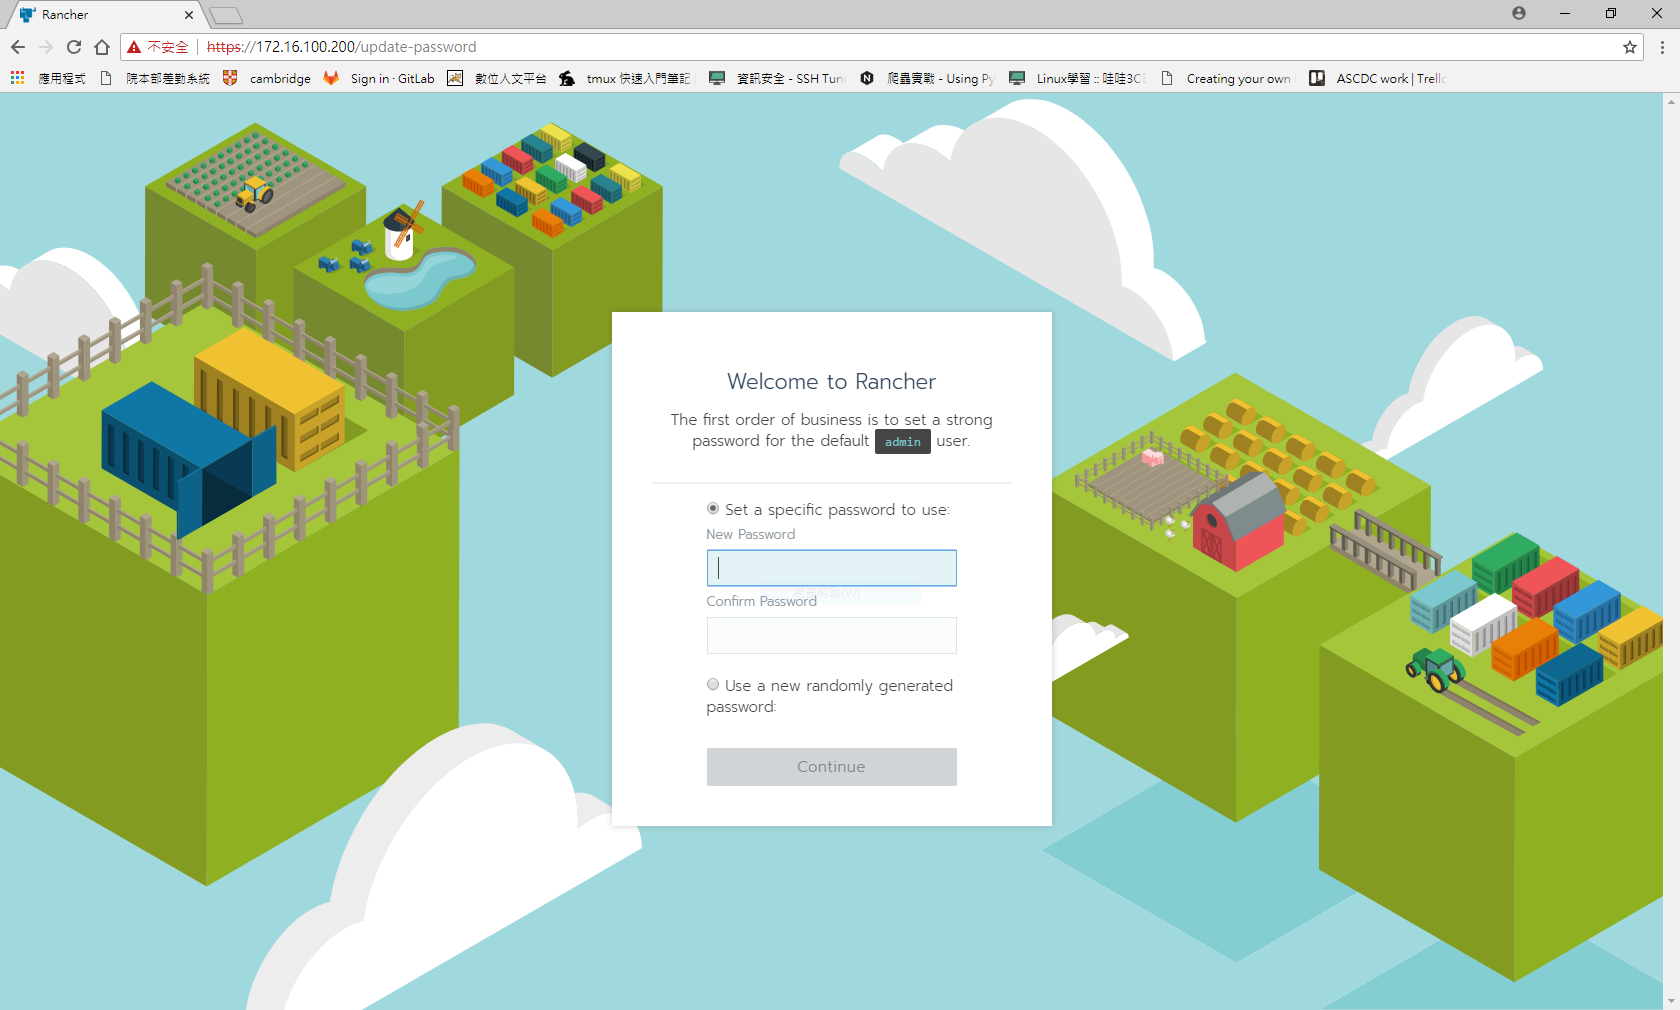 Rancher
不安全 https://172.16.100.200/update-password
應用程式 院本部差勤系統 cambridge Sign in · GitLab 數位人文平台 tmux 快速入門筆記 資訊安全 - SSH Tun 爬蟲實戰 - Using Py Linux學習 :: 哇哇3C Creating your own ASCDC work | Trell
Welcome to Rancher
The first order of business is to set a strong
password for the default admin user.
Set a specific password to use:
New Password
Confirm Password
Use a new randomly generated
password:
Continue